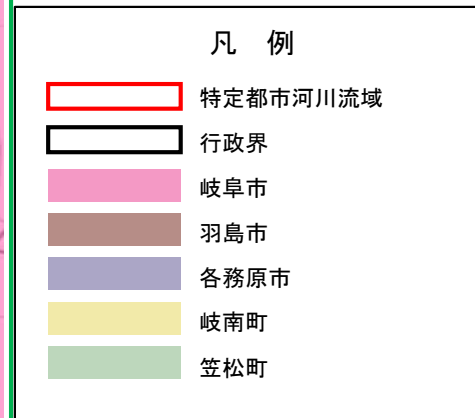 凡 例
特定都市河川流域
行政界
岐阜市
羽島市
各務原市
岐南町
笠松町